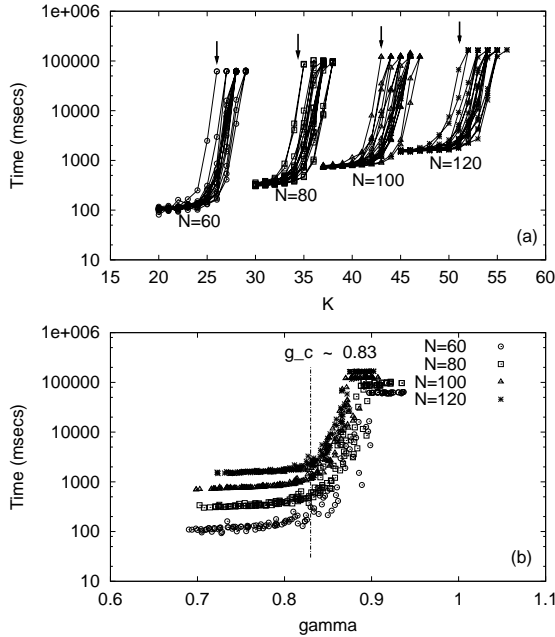 1e+006
100000
10000
1000
100
10
Time (msecs)
N=60
N=80
N=100
N=120
(a)
15 20 25 30 35 40 45 50 55 60
K
1e+006
100000
10000
1000
100
10
Time (msecs)
g_c ~ 0.83
N=60
N=80
N=100
N=120
(b)
0.6 0.7 0.8 0.9 1 1.1
gamma